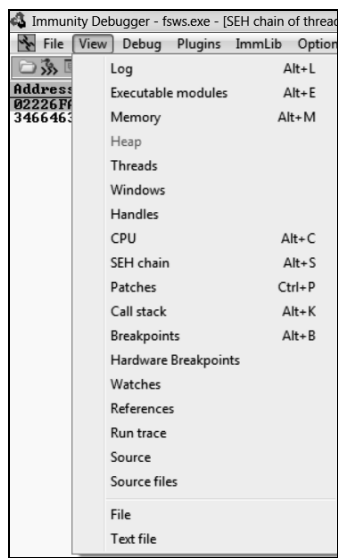 Immunity Debugger - fsws.exe - [SEH chain of thread
File View Debug Plugins ImmLib Option
Address
02226F
3466463
Log Alt+L
Executable modules Alt+E
Memory Alt+M
Heap
Threads
Windows
Handles
CPU Alt+C
SEH chain Alt+S
Patches Ctrl+P
Call stack Alt+K
Breakpoints Alt+B
Hardware Breakpoints
Watches
References
Run trace
Source
Source files
File
Text file